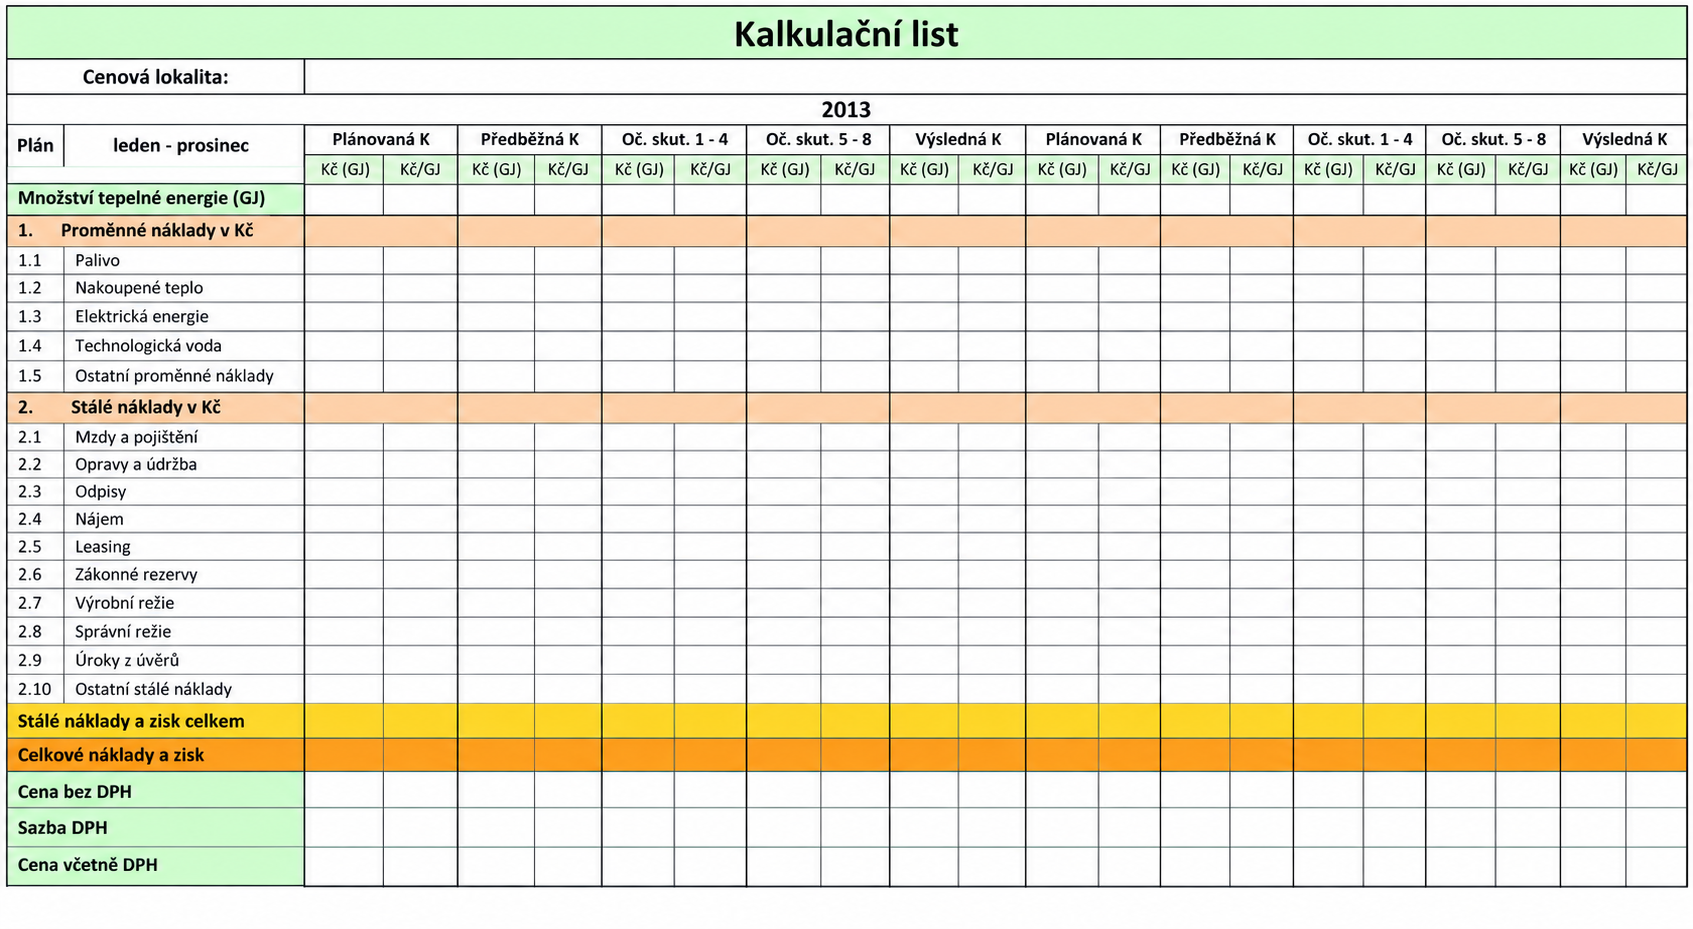 Kalkulační list
Cenová lokalita:
2013
Plán leden - prosinec Plánovaná K Předběžná K Oč. skut. 1 - 4 Oč. skut. 5 - 8 Výsledná K Plánovaná K Předběžná K Oč. skut. 1 - 4 Oč. skut. 5 - 8 Výsledná K
Kč (GJ) Kč/GJ Kč (GJ) Kč/GJ Kč (GJ) Kč/GJ Kč (GJ) Kč/GJ Kč (GJ) Kč/GJ Kč (GJ) Kč/GJ Kč (GJ) Kč/GJ Kč (GJ) Kč/GJ Kč (GJ) Kč/GJ Kč (GJ) Kč/GJ
Množství tepelné energie (GJ)
1. Proměnné náklady v Kč
1.1 Palivo
1.2 Nakoupené teplo
1.3 Elektrická energie
1.4 Technologická voda
1.5 Ostatní proměnné náklady
2. Stálé náklady v Kč
2.1 Mzdy a pojištění
2.2 Opravy a údržba
2.3 Odpisy
2.4 Nájem
2.5 Leasing
2.6 Zákonné rezervy
2.7 Výrobní režie
2.8 Správní režie
2.9 Úroky z úvěrů
2.10 Ostatní stálé náklady
Stálé náklady a zisk celkem
Celkové náklady a zisk
Cena bez DPH
Sazba DPH
Cena včetně DPH